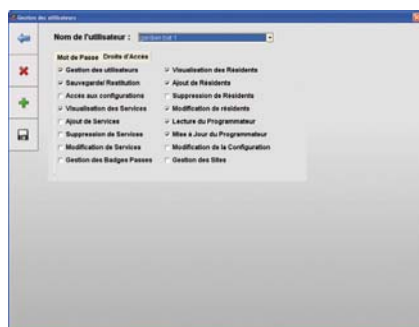 Gestion des utilisateurs
Nom de l'utilisateur :
gardien bat 1
Mot de Passe
Droits d'Accès
Gestion des utilisateurs
Sauvegarde/ Restitution
Accès aux configurations
Visualisation des Services
Ajout de Services
Suppression de Services
Modification de Services
Gestion des Badges Passes
Visualisation des Résidents
Ajout de Résidents
Suppression de Résidents
Modification de résidents
Lecture du Programmateur
Mise à Jour du Programmateur
Modification de la Configuration
Gestion des Sites